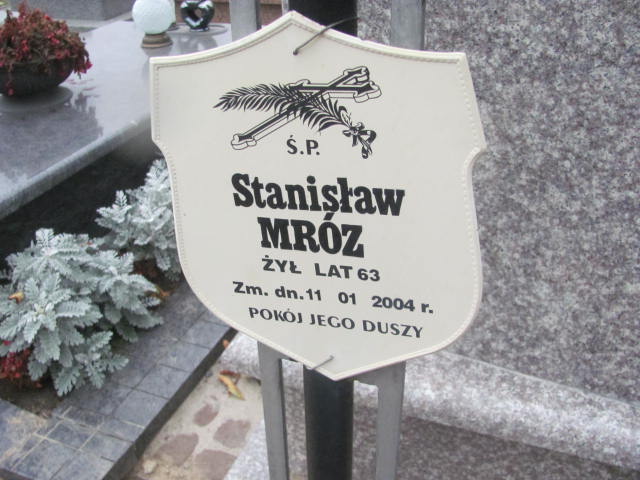 Ś.P.
Stanisław
MRÓZ
ŻYŁ LAT 63
Zm. dn. 11 01 2004 r.
POKÓJ JEGO DUSZY